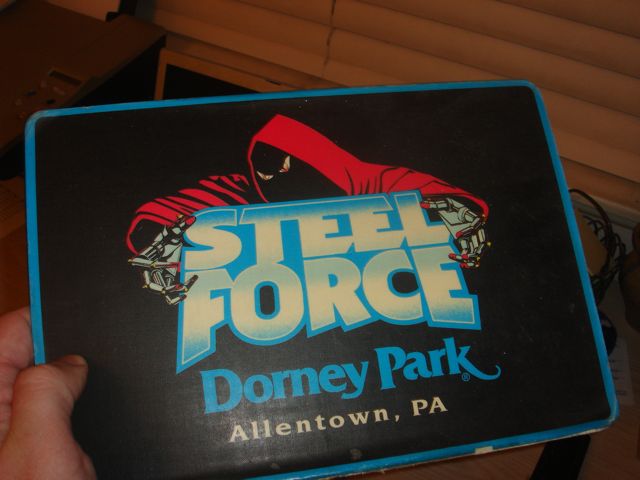 STEEL
FORCE
Dorney Park®
Allentown, PA